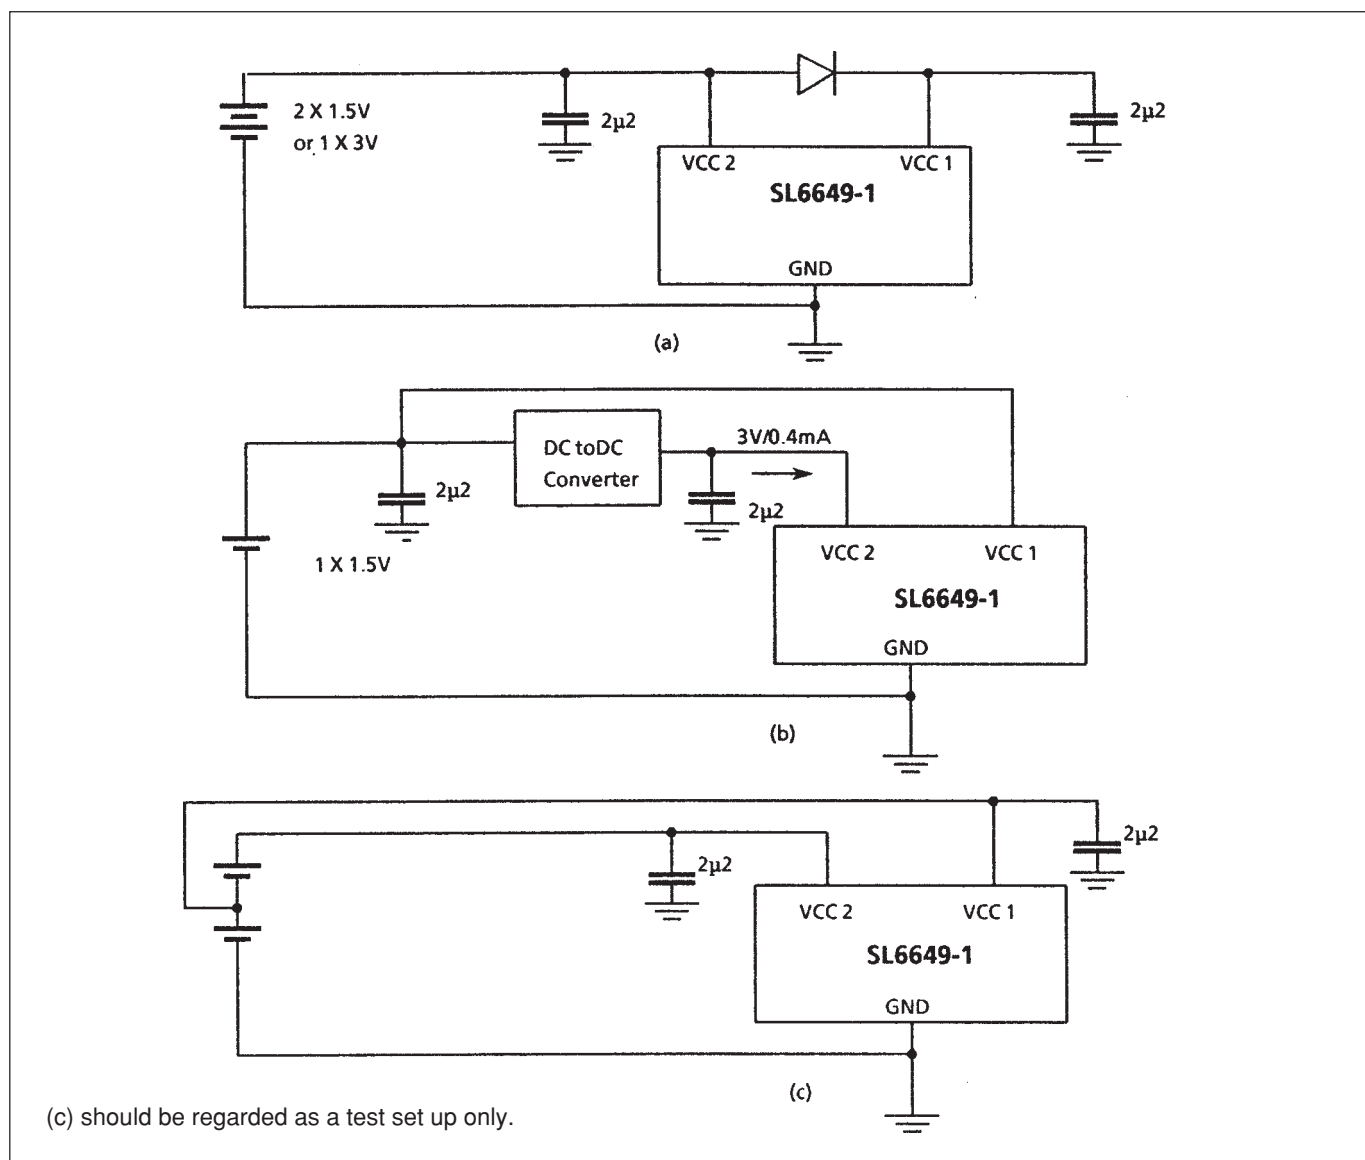 2 X 1.5V
or 1 X 3V
2µ2
2µ2
VCC 2
VCC 1
SL6649-1
GND
(a)
DC toDC
Converter
3V/0.4mA
2µ2
2µ2
1 X 1.5V
VCC 2
VCC 1
SL6649-1
GND
(b)
2µ2
2µ2
VCC 2
VCC 1
SL6649-1
GND
(c)
(c) should be regarded as a test set up only.